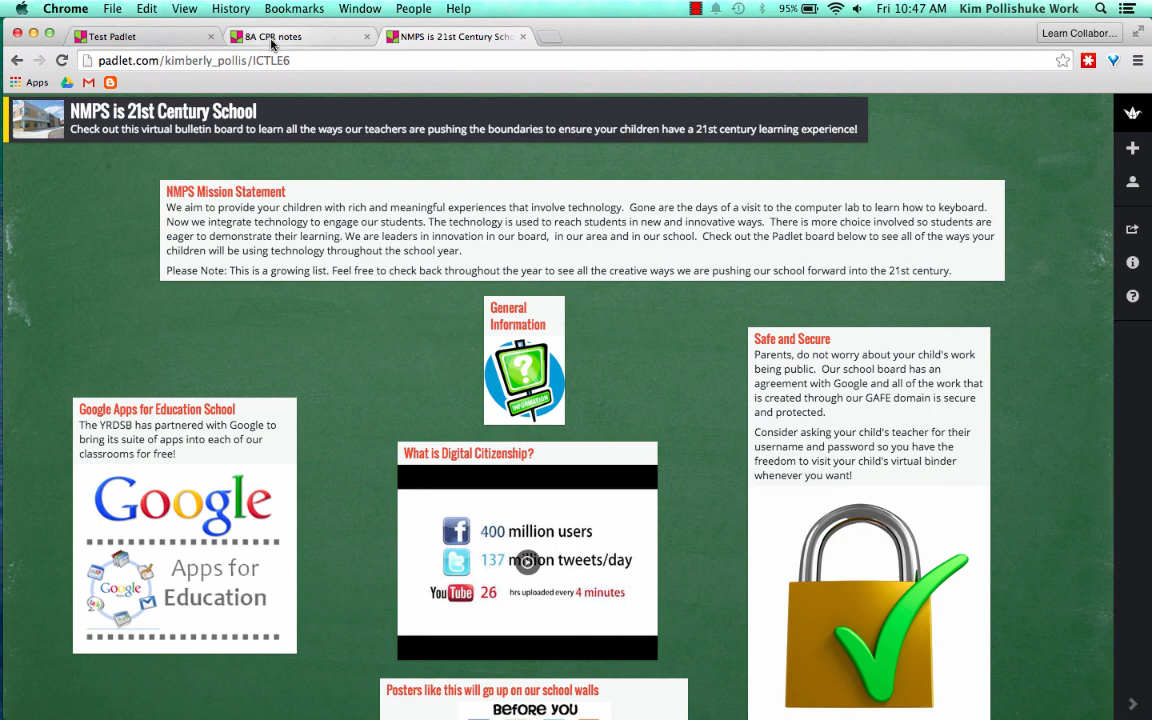 Chrome File Edit View History Bookmarks Window People Help 95% Fri 10:47 AM Kim Pollishuke Work
Test Padlet 8A CPR notes NMPS is 21st Century Scho Learn Collabor...
padlet.com/kimberly_pollis/ICTLE6
Apps
NMPS is 21st Century School
Check out this virtual bulletin board to learn all the ways our teachers are pushing the boundaries to ensure your children have a 21st century learning experience!
NMPS Mission Statement
We aim to provide your children with rich and meaningful experiences that involve technology. Gone are the days of a visit to the computer lab to learn how to keyboard.
Now we integrate technology to engage our students. The technology is used to reach students in new and innovative ways. There is more choice involved so students are
eager to demonstrate their learning. We are leaders in innovation in our board, in our area and in our school. Check out the Padlet board below to see all of the ways your
children will be using technology throughout the school year.
Please Note: This is a growing list. Feel free to check back throughout the year to see all the creative ways we are pushing our school forward into the 21st century.
General
Information
?
INFORMATION
Safe and Secure
Parents, do not worry about your child's work
being public. Our school board has an
agreement with Google and all of the work that
is created through our GAFE domain is secure
and protected.
Consider asking your child's teacher for their
username and password so you have the
freedom to visit your child's virtual binder
whenever you want!
Google Apps for Education School
The YRDSB has partnered with Google to
bring its suite of apps into each of our
classrooms for free!
Google
Google
Apps for
Education
What is Digital Citizenship?
400 million users
137 million tweets/day
YouTube 26 hrs uploaded every 4 minutes
Posters like this will go up on our school walls
BEFORE YOU